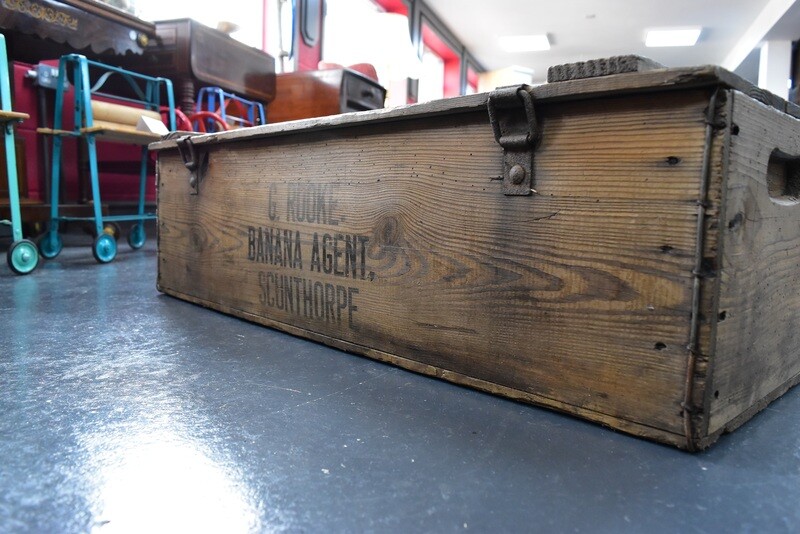 G. ROOKE.
BANANA AGENT,
SCUNTHORPE